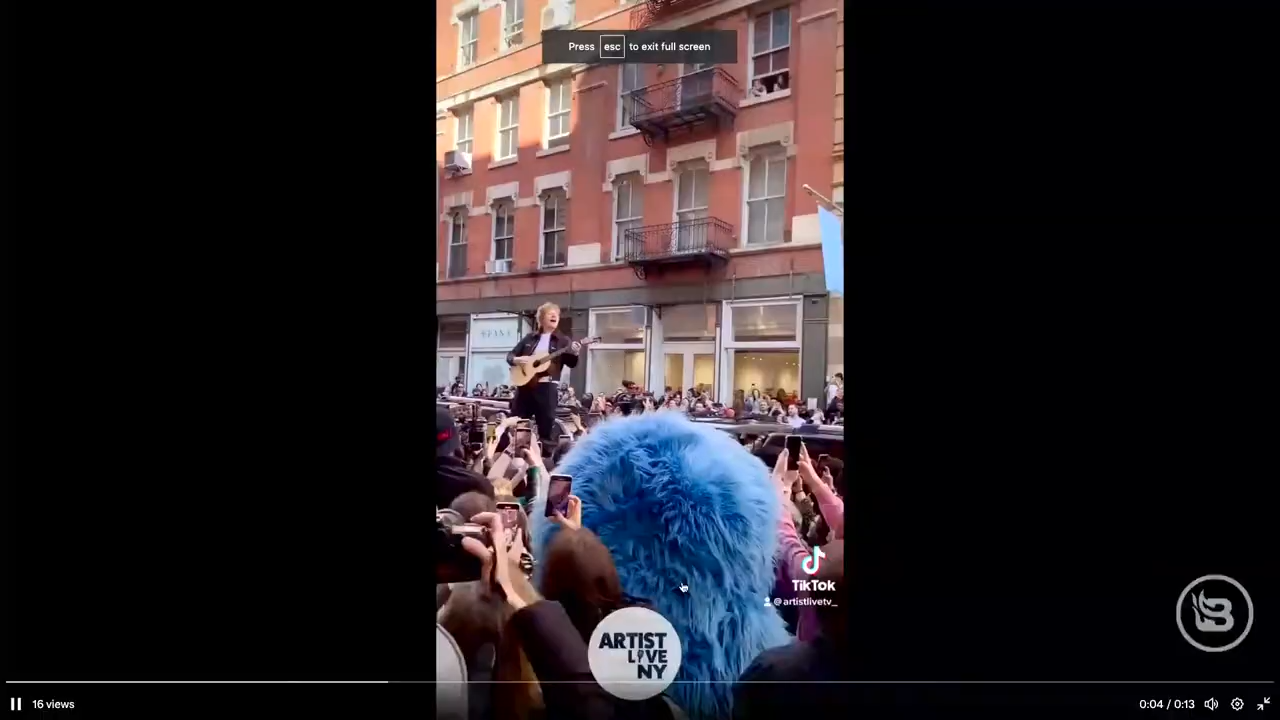 Press esc to exit full screen
TikTok
@artistlivetv_
ARTIST
LIVE
NY
16 views
0:04 / 0:13